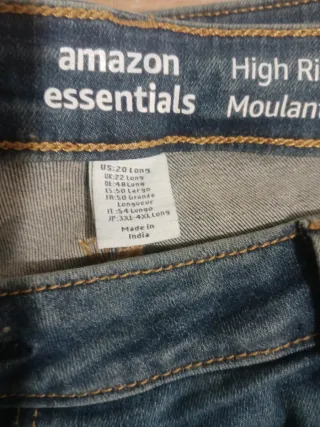 amazon
essentials
High Ri
Moulant
US:20 Long
UK:22 Long
DE:48 Lang
ES:50 Largo
FR:50 Grande
Longueur
IT:54 Lungo
JP:3XL-4XL Long
Made in
India